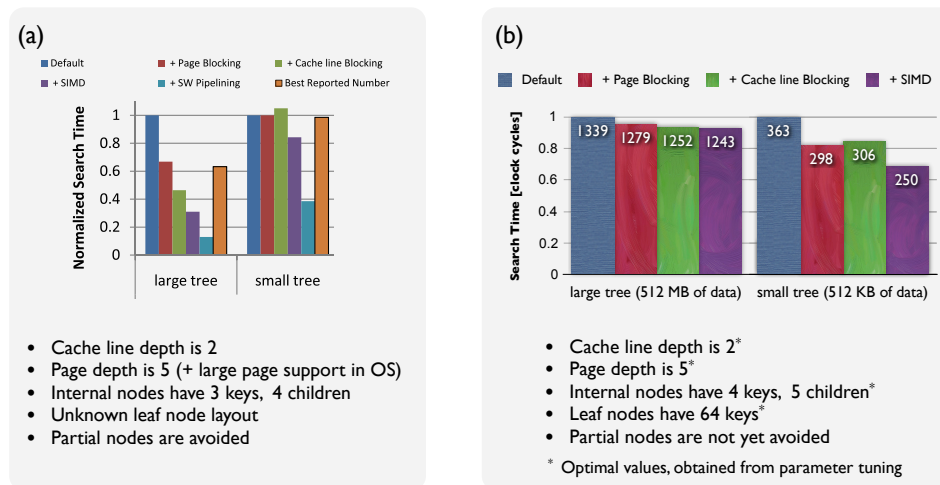 (a)
Default + Page Blocking + Cache line Blocking
+ SIMD + SW Pipelining Best Reported Number
Normalized Search Time
1
0.8
0.6
0.4
0.2
0
large tree small tree
• Cache line depth is 2
• Page depth is 5 (+ large page support in OS)
• Internal nodes have 3 keys, 4 children
• Unknown leaf node layout
• Partial nodes are avoided
(b)
Default + Page Blocking + Cache line Blocking + SIMD
Search Time [clock cycles]
1
0.8
0.6
0.4
0.2
0
1339 1279 1252 1243 363 298 306 250
large tree (512 MB of data) small tree (512 KB of data)
• Cache line depth is 2*
• Page depth is 5*
• Internal nodes have 4 keys, 5 children*
• Leaf nodes have 64 keys*
• Partial nodes are not yet avoided
* Optimal values, obtained from parameter tuning